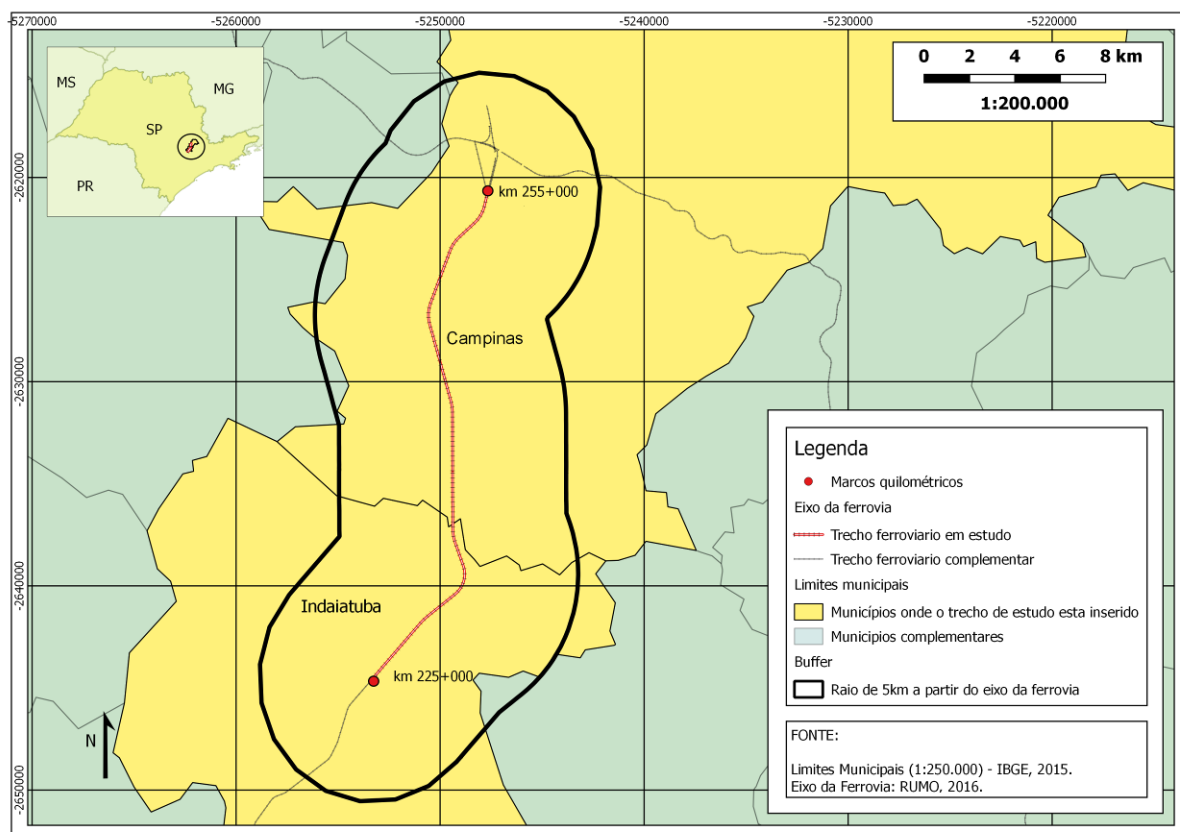 -5270000
-5260000
-5250000
-5240000
-5230000
-5220000
MS
MG
SP
PR
0 2 4 6 8 km
1:200.000
-2620000
km 255+000
Campinas
-2630000
Legenda
Marcos quilométricos
Eixo da ferrovia
Trecho ferroviario em estudo
Trecho ferroviario complementar
Limites municipais
Municípios onde o trecho de estudo esta inserido
Municipios complementares
Buffer
Raio de 5km a partir do eixo da ferrovia
-2640000
Indaiatuba
km 225+000
N
-2650000
FONTE:
Limites Municipais (1:250.000) - IBGE, 2015.
Eixo da Ferrovia: RUMO, 2016.